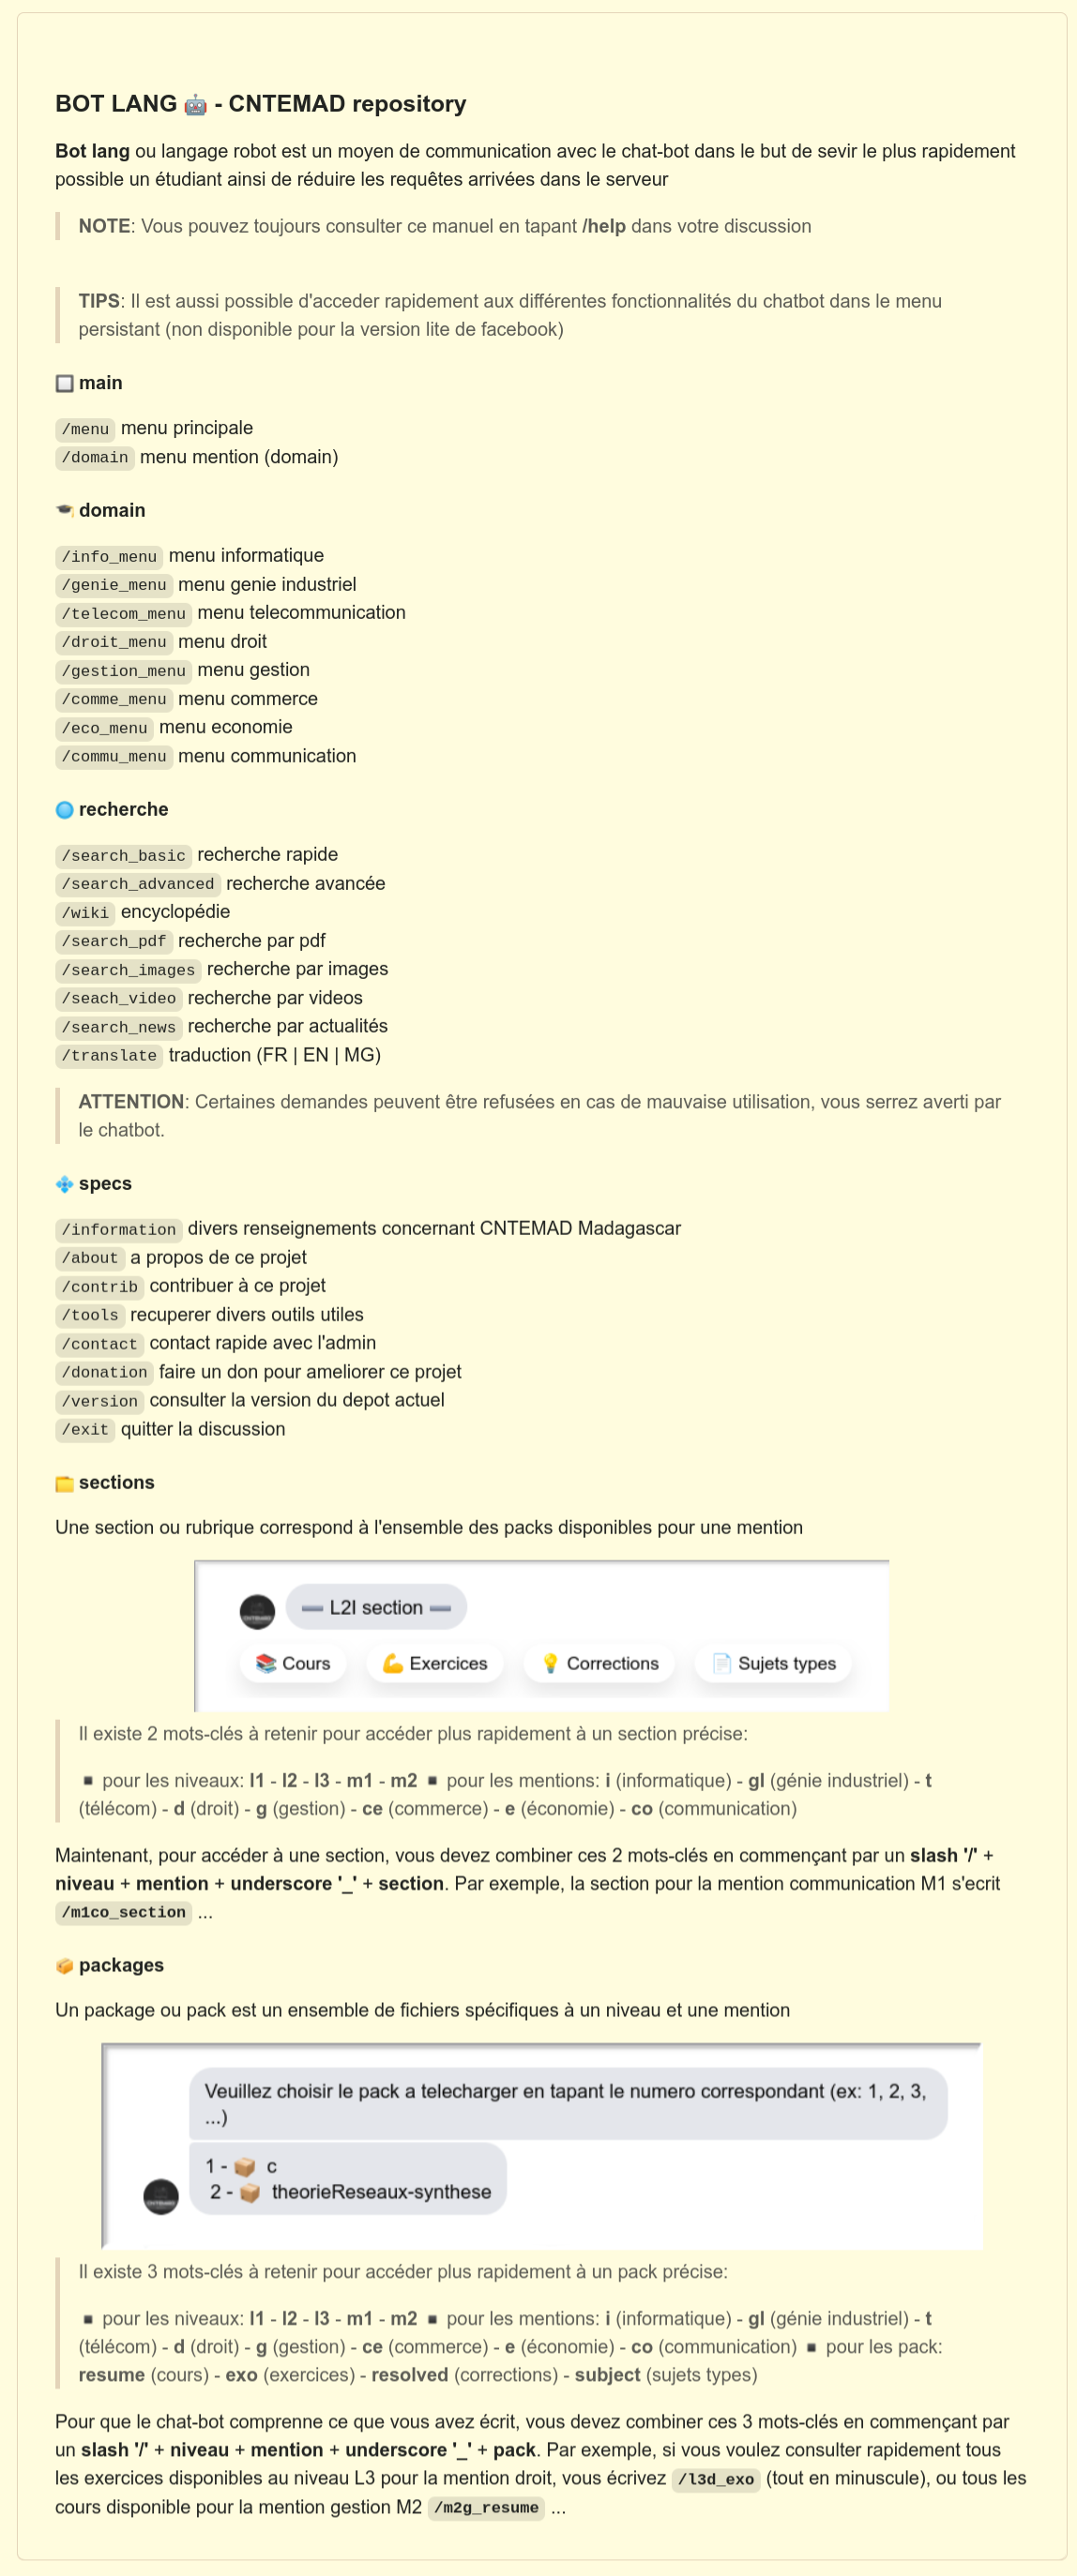 BOT LANG 🤖 - CNTEMAD repository
Bot lang ou langage robot est un moyen de communication avec le chat-bot dans le but de sevir le plus rapidement
possible un étudiant ainsi de réduire les requêtes arrivées dans le serveur
NOTE: Vous pouvez toujours consulter ce manuel en tapant /help dans votre discussion
TIPS: Il est aussi possible d'acceder rapidement aux différentes fonctionnalités du chatbot dans le menu
persistant (non disponible pour la version lite de facebook)
🔲 main
/menu menu principale
/domain menu mention (domain)
🎓 domain
/info_menu menu informatique
/genie_menu menu genie industriel
/telecom_menu menu telecommunication
/droit_menu menu droit
/gestion_menu menu gestion
/comme_menu menu commerce
/eco_menu menu economie
/commu_menu menu communication
🔵 recherche
/search_basic recherche rapide
/search_advanced recherche avancée
/wiki encyclopédie
/search_pdf recherche par pdf
/search_images recherche par images
/seach_video recherche par videos
/search_news recherche par actualités
/translate traduction (FR | EN | MG)
ATTENTION: Certaines demandes peuvent être refusées en cas de mauvaise utilisation, vous serrez averti par
le chatbot.
💠 specs
/information divers renseignements concernant CNTEMAD Madagascar
/about a propos de ce projet
/contrib contribuer à ce projet
/tools recuperer divers outils utiles
/contact contact rapide avec l'admin
/donation faire un don pour ameliorer ce projet
/version consulter la version du depot actuel
/exit quitter la discussion
🗂️ sections
Une section ou rubrique correspond à l'ensemble des packs disponibles pour une mention
➖ L2I section ➖
📚 Cours 💪 Exercices 💡 Corrections 📄 Sujets types
Il existe 2 mots-clés à retenir pour accéder plus rapidement à un section précise:
◾ pour les niveaux: l1 - l2 - l3 - m1 - m2 ◾ pour les mentions: i (informatique) - gl (génie industriel) - t
(télécom) - d (droit) - g (gestion) - ce (commerce) - e (économie) - co (communication)
Maintenant, pour accéder à une section, vous devez combiner ces 2 mots-clés en commençant par un slash '/' +
niveau + mention + underscore '_' + section. Par exemple, la section pour la mention communication M1 s'ecrit
/m1co_section ...
📦 packages
Un package ou pack est un ensemble de fichiers spécifiques à un niveau et une mention
Veuillez choisir le pack a telecharger en tapant le numero correspondant (ex: 1, 2, 3,
...)
1 - 📦 c
2 - 📦 theorieReseaux-synthese
Il existe 3 mots-clés à retenir pour accéder plus rapidement à un pack précise:
◾ pour les niveaux: l1 - l2 - l3 - m1 - m2 ◾ pour les mentions: i (informatique) - gl (génie industriel) - t
(télécom) - d (droit) - g (gestion) - ce (commerce) - e (économie) - co (communication) ◾ pour les pack:
resume (cours) - exo (exercices) - resolved (corrections) - subject (sujets types)
Pour que le chat-bot comprenne ce que vous avez écrit, vous devez combiner ces 3 mots-clés en commençant par
un slash '/' + niveau + mention + underscore '_' + pack. Par exemple, si vous voulez consulter rapidement tous
les exercices disponibles au niveau L3 pour la mention droit, vous écrivez /l3d_exo (tout en minuscule), ou tous les
cours disponible pour la mention gestion M2 /m2g_resume ...